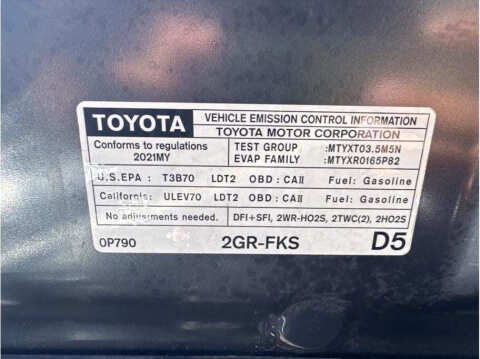 TOYOTA
VEHICLE EMISSION CONTROL INFORMATION
TOYOTA MOTOR CORPORATION
Conforms to regulations
2021MY
TEST GROUP :MTYXT03.5M5N
EVAP FAMILY :MTYXR0165P82
U.S.EPA : T3B70 LDT2 OBD : CAII Fuel: Gasoline
California: ULEV70 LDT2 OBD : CAII Fuel: Gasoline
No adjustments needed. DFI+SFI, 2WR-HO2S, 2TWC(2), 2HO2S
0P790 2GR-FKS D5